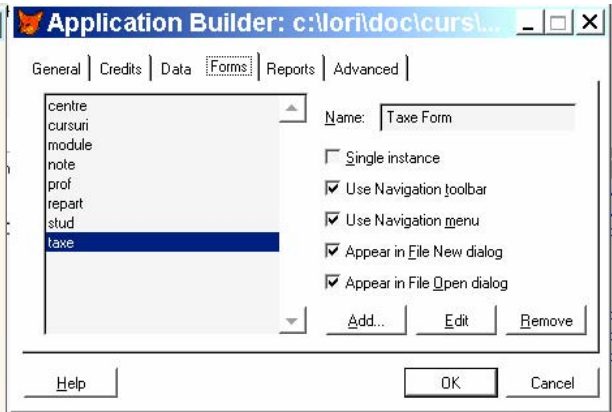 Application Builder: c:\lori\doc\curs\...
General Credits Data Forms Reports Advanced
centre
cursuri
module
note
prof
repart
stud
taxe
Name: Taxe Form
Single instance
Use Navigation toolbar
Use Navigation menu
Appear in File New dialog
Appear in File Open dialog
Add... Edit Remove
Help OK Cancel